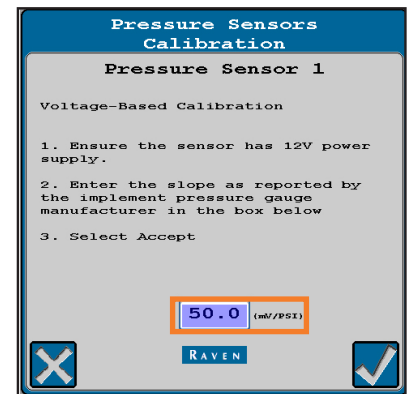 Pressure Sensors
Calibration
Pressure Sensor 1
Voltage-Based Calibration
1. Ensure the sensor has 12V power
supply.
2. Enter the slope as reported by
the implement pressure gauge
manufacturer in the box below
3. Select Accept
50.0 (mV/PSI)
RAVEN